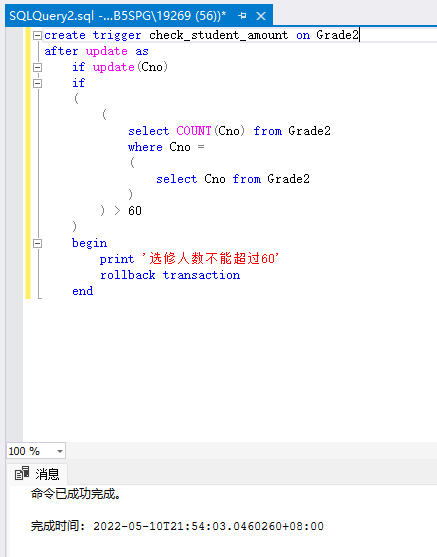 SQLQuery2.sql -...B5SPG\19269 (56))*
create trigger check_student_amount on Grade2
after update as
if update(Cno)
if
(
(
select COUNT(Cno) from Grade2
where Cno =
(
select Cno from Grade2
)
) > 60
)
begin
print '选修人数不能超过60'
rollback transaction
end
100 %
消息
命令已成功完成。
完成时间: 2022-05-10T21:54:03.0460260+08:00